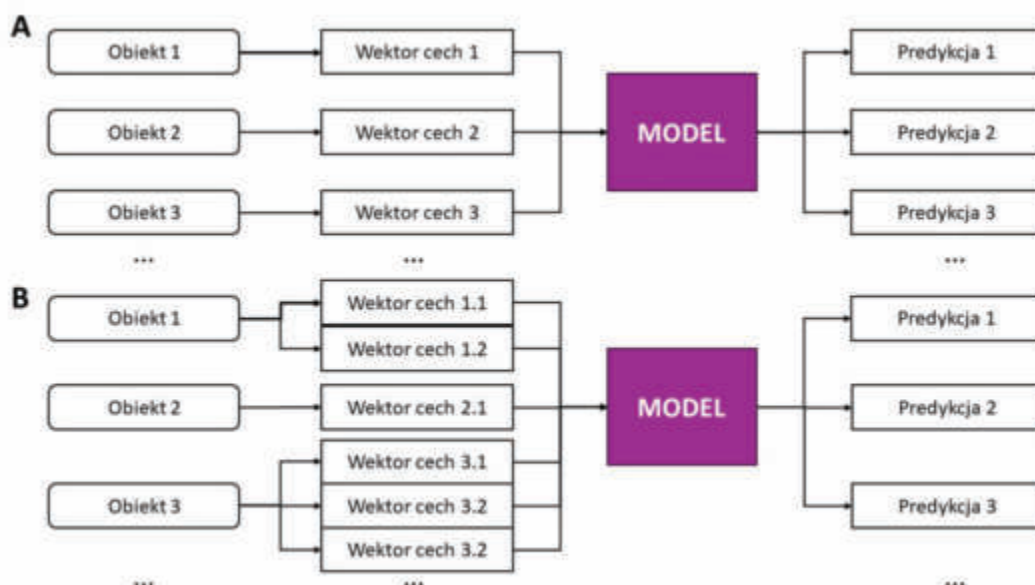 A
Obiekt 1 Wektor cech 1 Predykcja 1
Obiekt 2 Wektor cech 2 MODEL Predykcja 2
Obiekt 3 Wektor cech 3 Predykcja 3
... ... ...
B
Obiekt 1 Wektor cech 1.1 Predykcja 1
Wektor cech 1.2
Obiekt 2 Wektor cech 2.1 MODEL Predykcja 2
Wektor cech 3.1
Obiekt 3 Wektor cech 3.2 Predykcja 3
Wektor cech 3.2
... ... ...